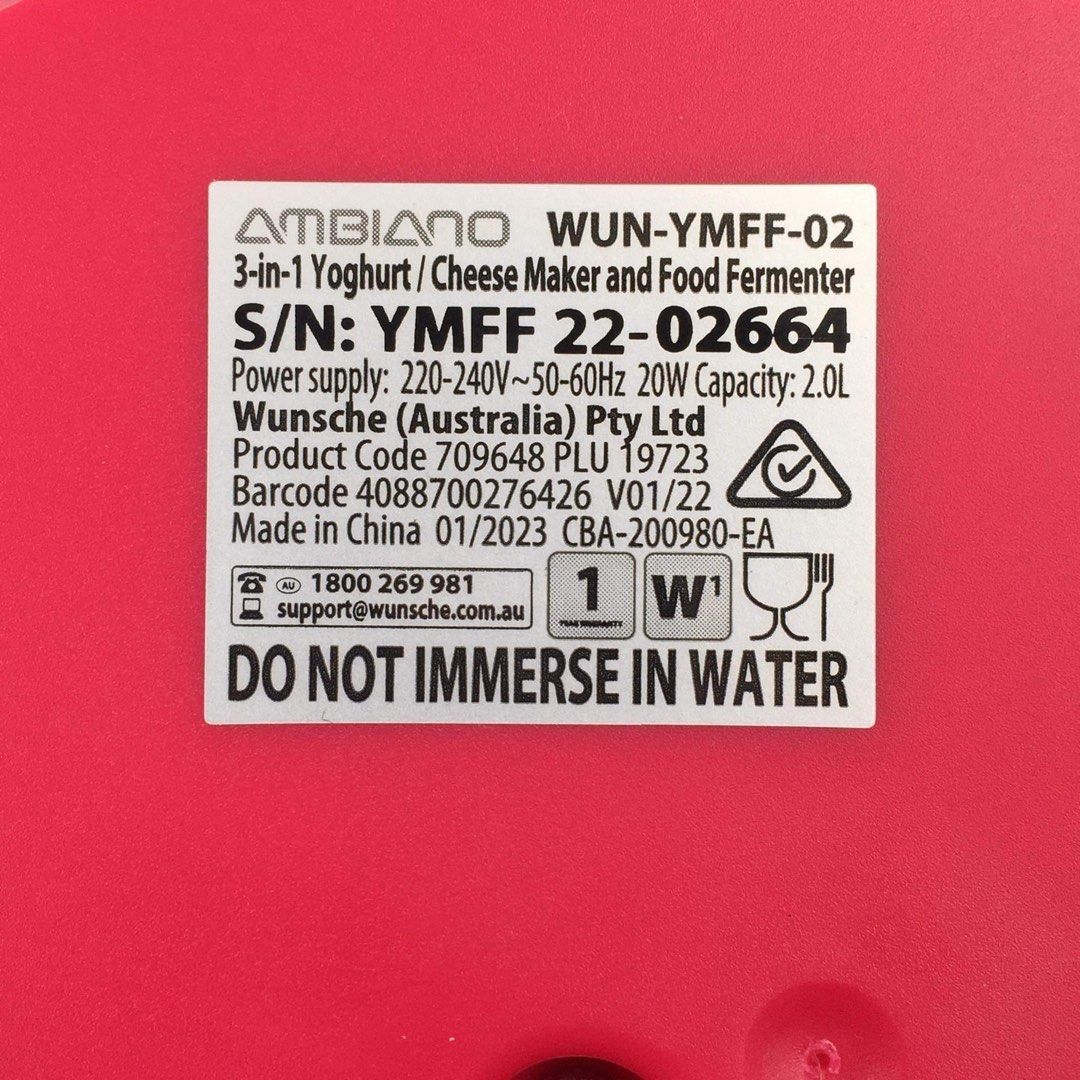 AMBIANO WUN-YMFF-02
3-in-1 Yoghurt / Cheese Maker and Food Fermenter
S/N: YMFF 22-02664
Power supply: 220-240V~50-60Hz 20W Capacity: 2.0L
Wunsche (Australia) Pty Ltd
Product Code 709648 PLU 19723
Barcode 4088700276426 V01/22
Made in China 01/2023 CBA-200980-EA
AU 1800 269 981
support@wunsche.com.au
1
YEAR WARRANTY
W¹
DO NOT IMMERSE IN WATER